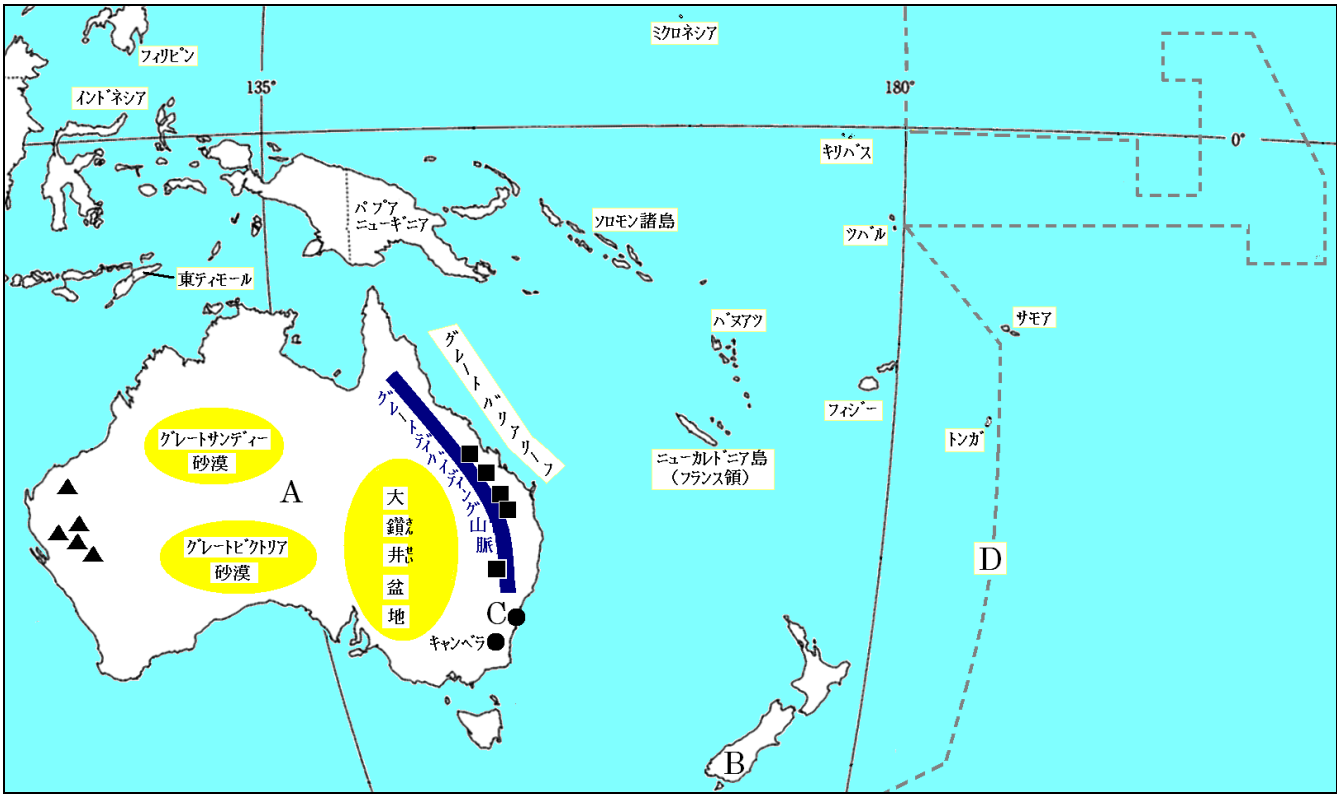 ミクロネシア
フィリピン
135°
180°
インドネシア
0°
キリバス
パプア
ニューギニア
ソロモン諸島
ツバル
東ティモール
バヌアツ
サモア
グレートバリアリーフ
グレートディバイディング山脈
フィジー
トンガ
グレートサンディー
砂漠
ニューカレドニア島
(フランス領)
A
大鑽井盆地
さんせい
グレートビクトリア
砂漠
D
C
キャンベラ
B